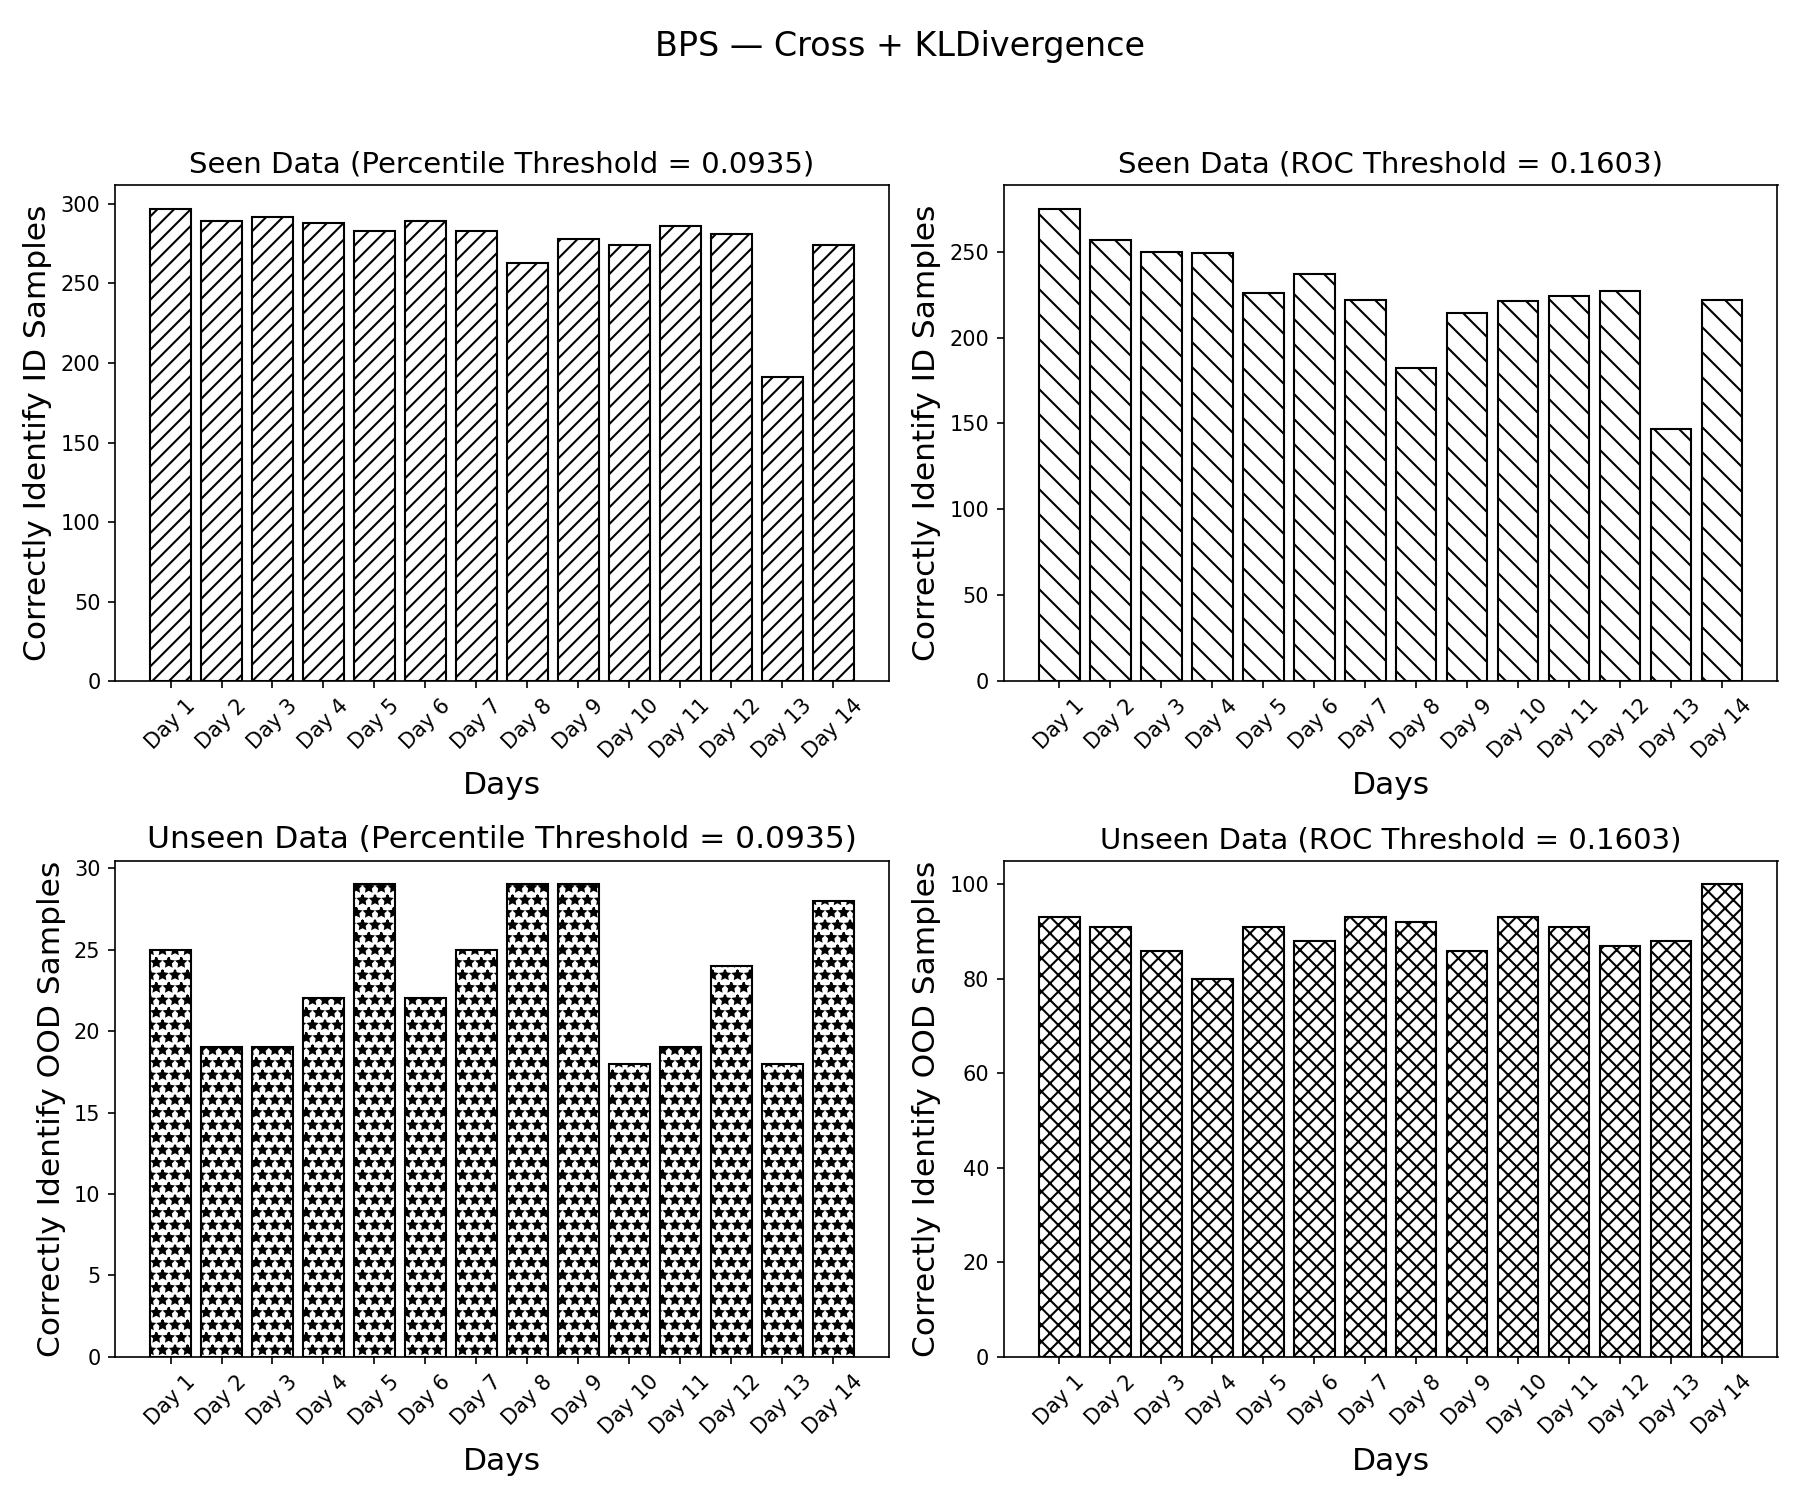 BPS — Cross + KLDivergence
Seen Data (Percentile Threshold = 0.0935)
Correctly Identify ID Samples
300
250
200
150
100
50
0
Day 1
Day 2
Day 3
Day 4
Day 5
Day 6
Day 7
Day 8
Day 9
Day 10
Day 11
Day 12
Day 13
Day 14
Days
Seen Data (ROC Threshold = 0.1603)
Correctly Identify ID Samples
250
200
150
100
50
0
Day 1
Day 2
Day 3
Day 4
Day 5
Day 6
Day 7
Day 8
Day 9
Day 10
Day 11
Day 12
Day 13
Day 14
Days
Unseen Data (Percentile Threshold = 0.0935)
Correctly Identify OOD Samples
30
25
20
15
10
5
0
Day 1
Day 2
Day 3
Day 4
Day 5
Day 6
Day 7
Day 8
Day 9
Day 10
Day 11
Day 12
Day 13
Day 14
Days
Unseen Data (ROC Threshold = 0.1603)
Correctly Identify OOD Samples
100
80
60
40
20
0
Day 1
Day 2
Day 3
Day 4
Day 5
Day 6
Day 7
Day 8
Day 9
Day 10
Day 11
Day 12
Day 13
Day 14
Days